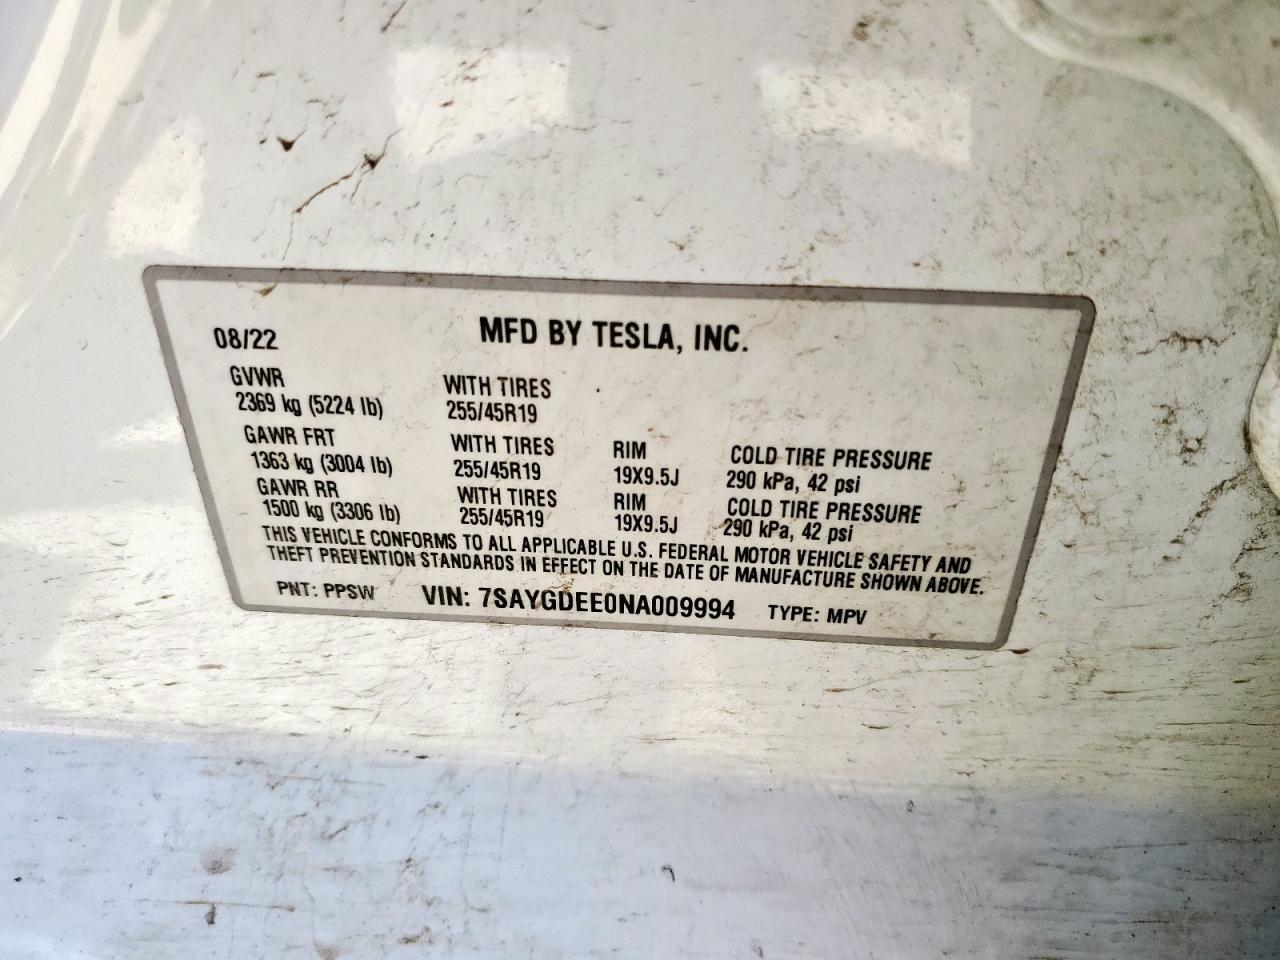 08/22 MFD BY TESLA, INC.
GVWR WITH TIRES
2369 kg (5224 lb) 255/45R19
GAWR FRT WITH TIRES RIM COLD TIRE PRESSURE
1363 kg (3004 lb) 255/45R19 19X9.5J 290 kPa, 42 psi
GAWR RR WITH TIRES RIM COLD TIRE PRESSURE
1500 kg (3306 lb) 255/45R19 19X9.5J 290 kPa, 42 psi
THIS VEHICLE CONFORMS TO ALL APPLICABLE U.S. FEDERAL MOTOR VEHICLE SAFETY AND
THEFT PREVENTION STANDARDS IN EFFECT ON THE DATE OF MANUFACTURE SHOWN ABOVE.
PNT: PPSW VIN: 7SAYGDEE0NA009994 TYPE: MPV